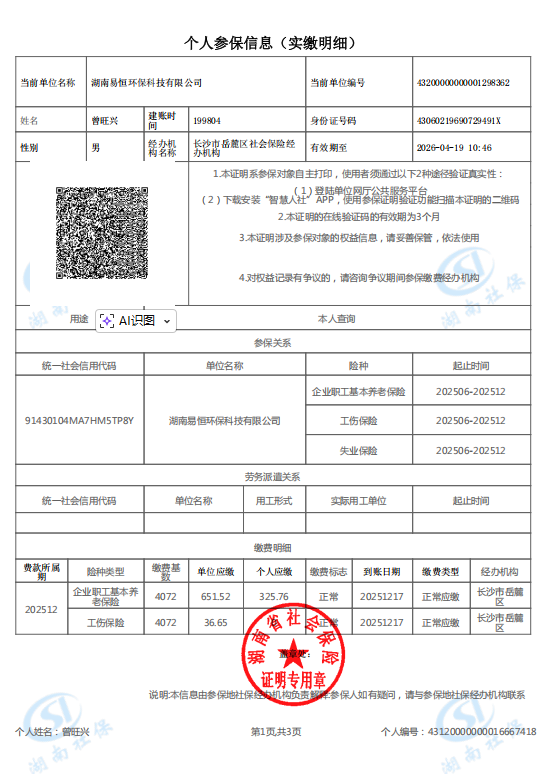 个人参保信息（实缴明细）
当前单位名称 湖南易恒环保科技有限公司 当前单位编号 43200000000001298362
姓名 曾旺兴 建账时间 199804 身份证号码 43060219690729491X
性别 男 经办机构名称 长沙市岳麓区社会保险经办机构 有效期至 2026-04-19 10:46
1.本证明系参保对象自主打印，使用者须通过以下2种途径验证真实性：
（1）登陆单位网厅公共服务平台
（2）下载安装“智慧人社”APP，使用参保证明验证功能扫描本证明的二维码
2.本证明的在线验证码的有效期为3个月
3.本证明涉及参保对象的权益信息，请妥善保管，依法使用
4.对权益记录有争议的，请咨询争议期间参保缴费经办机构
用途 AI识图 本人查询
参保关系
统一社会信用代码 单位名称 险种 起止时间
91430104MA7HM5TP8Y 湖南易恒环保科技有限公司 企业职工基本养老保险 202506-202512
工伤保险 202506-202512
失业保险 202506-202512
劳务派遣关系
统一社会信用代码 单位名称 用工形式 实际用工单位 起止时间
缴费明细
费款所属期 险种类型 缴费基数 单位应缴 个人应缴 缴费标志 到账日期 缴费类型 经办机构
202512 企业职工基本养老保险 4072 651.52 325.76 正常 20251217 正常应缴 长沙市岳麓区
工伤保险 4072 36.65 0 正常 20251217 正常应缴 长沙市岳麓区
湖南省社会保险
盖章处：
证明专用章
说明:本信息由参保地社保经办机构负责解释:参保人如有疑问，请与参保地社保经办机构联系
个人姓名：曾旺兴 第1页,共3页 个人编号：43120000000016667418
湖南社保
湖南社保
湖南社保
湖南社保